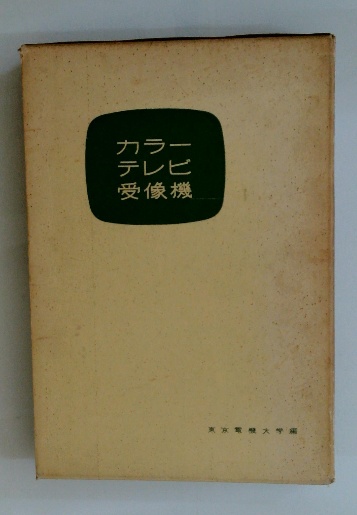 カラー
テレビ
受像機
東京電機大学編